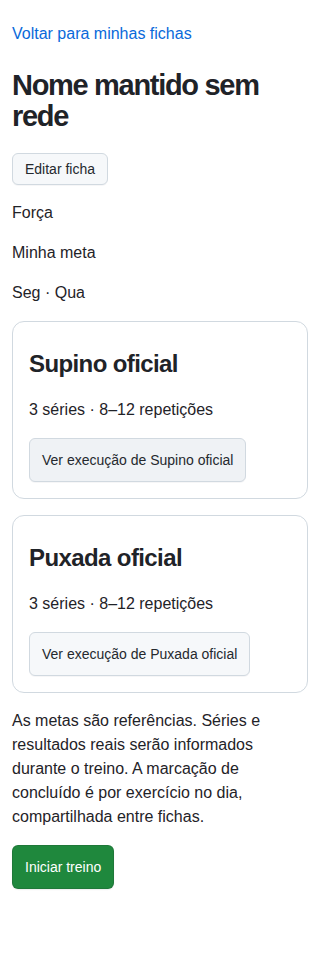 Voltar para minhas fichas
Nome mantido sem
rede
Editar ficha
Força
Minha meta
Seg · Qua
Supino oficial
3 séries · 8–12 repetições
Ver execução de Supino oficial
Puxada oficial
3 séries · 8–12 repetições
Ver execução de Puxada oficial
As metas são referências. Séries e
resultados reais serão informados
durante o treino. A marcação de
concluído é por exercício no dia,
compartilhada entre fichas.
Iniciar treino